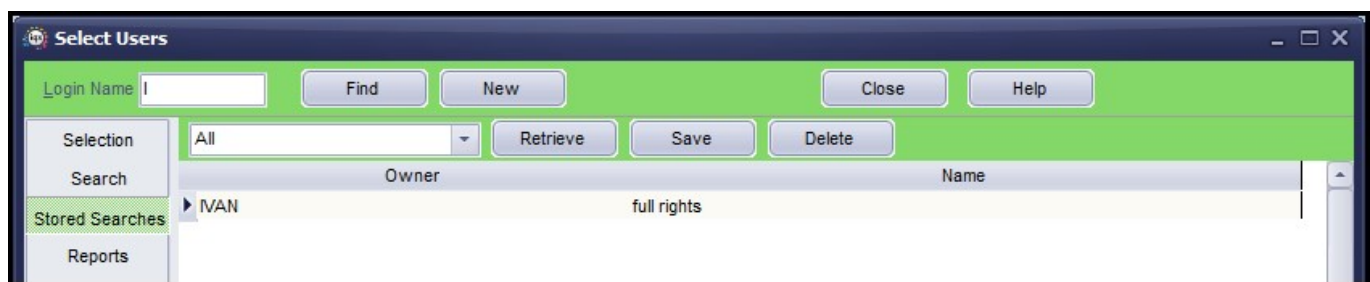 Select Users
Login Name I Find New Close Help
Selection All Retrieve Save Delete
Search Owner Name
Stored Searches IVAN full rights
Reports